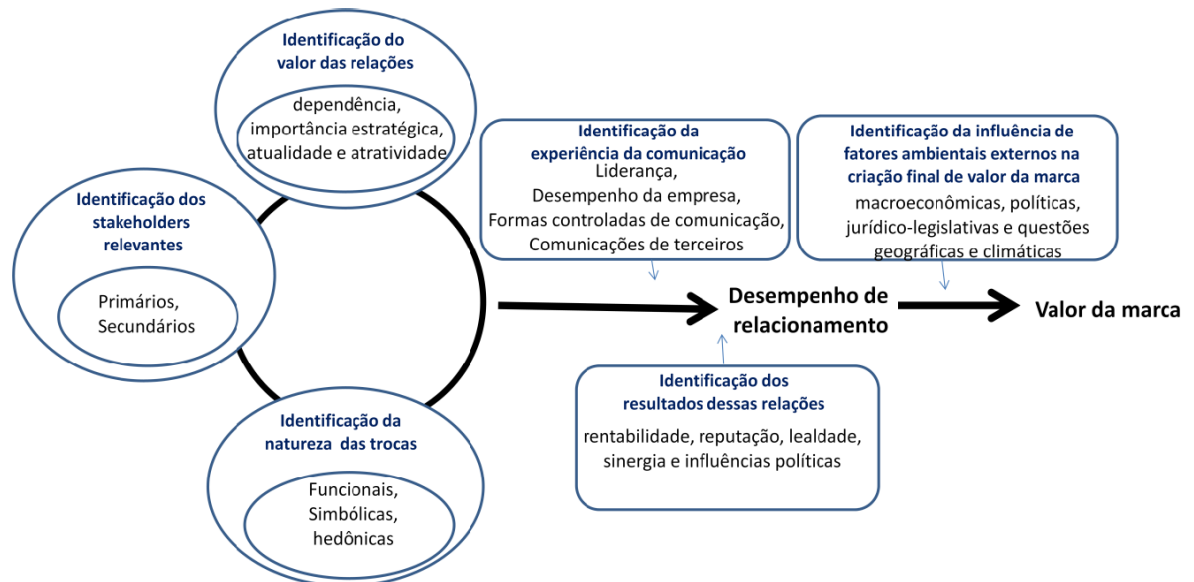 Identificação do
valor das relações
dependência,
importância estratégica,
atualidade e atratividade
Identificação dos
stakeholders
relevantes
Primários,
Secundários
Identificação da
natureza das trocas
Funcionais,
Simbólicas,
hedônicas
Identificação da
experiência da comunicação
Liderança,
Desempenho da empresa,
Formas controladas de comunicação,
Comunicações de terceiros
Identificação da influência de
fatores ambientais externos na
criação final de valor da marca
macroeconômicas, políticas,
jurídico-legislativas e questões
geográficas e climáticas
Desempenho de
relacionamento
Valor da marca
Identificação dos
resultados dessas relações
rentabilidade, reputação, lealdade,
sinergia e influências políticas